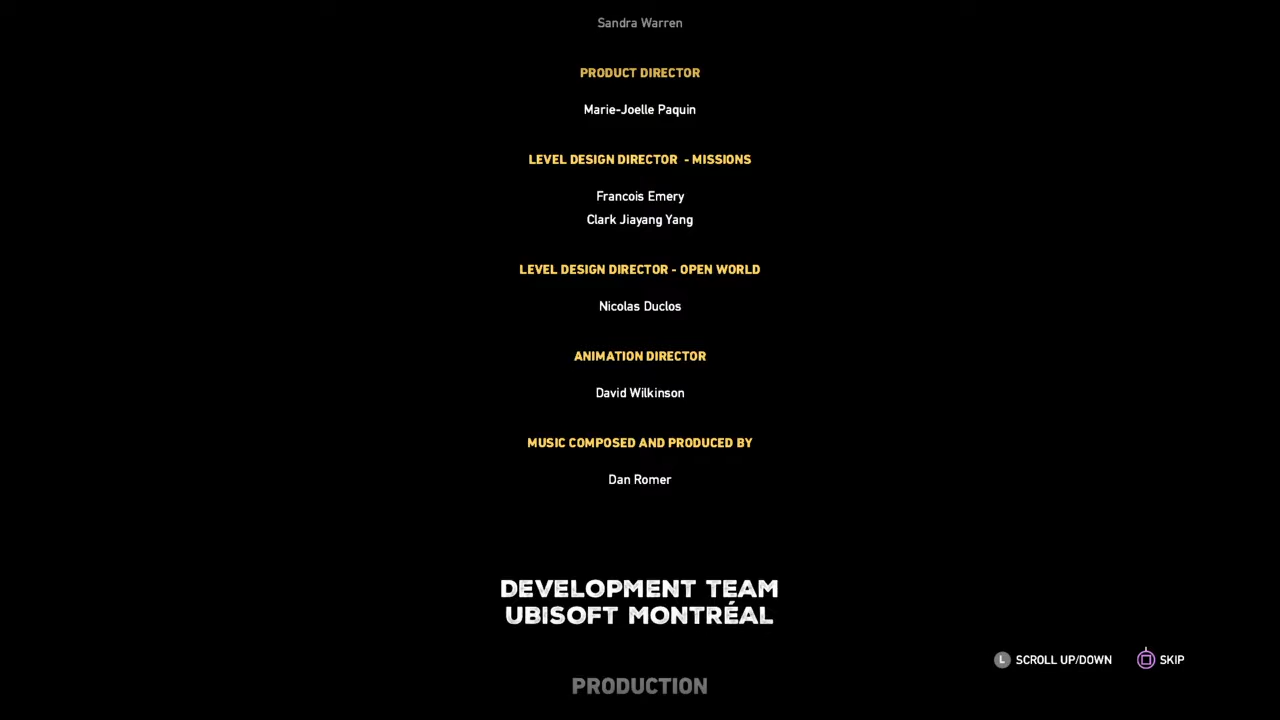 Sandra Warren
PRODUCT DIRECTOR
Marie-Joelle Paquin
LEVEL DESIGN DIRECTOR - MISSIONS
Francois Emery
Clark Jiayang Yang
LEVEL DESIGN DIRECTOR - OPEN WORLD
Nicolas Duclos
ANIMATION DIRECTOR
David Wilkinson
MUSIC COMPOSED AND PRODUCED BY
Dan Romer
DEVELOPMENT TEAM
UBISOFT MONTRÉAL
L SCROLL UP/DOWN SKIP
PRODUCTION